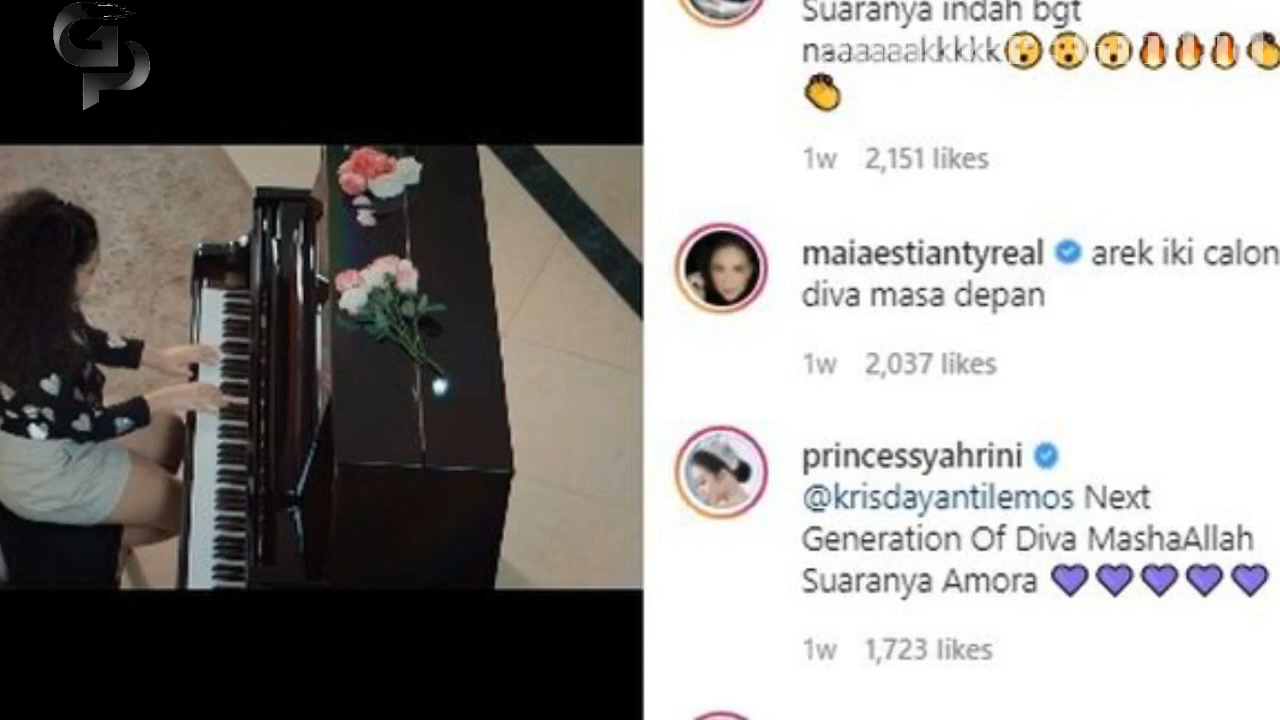 GP
Suaranya indah bgt
naaaaaakkkkk😮😮😮🔥🔥🔥👏
👏
1w 2,151 likes
maiaestiantyreal arek iki calon
diva masa depan
1w 2,037 likes
princessyahrini
@krisdayantilemos Next
Generation Of Diva MashaAllah
Suaranya Amora 💜💜💜💜💜
1w 1,723 likes